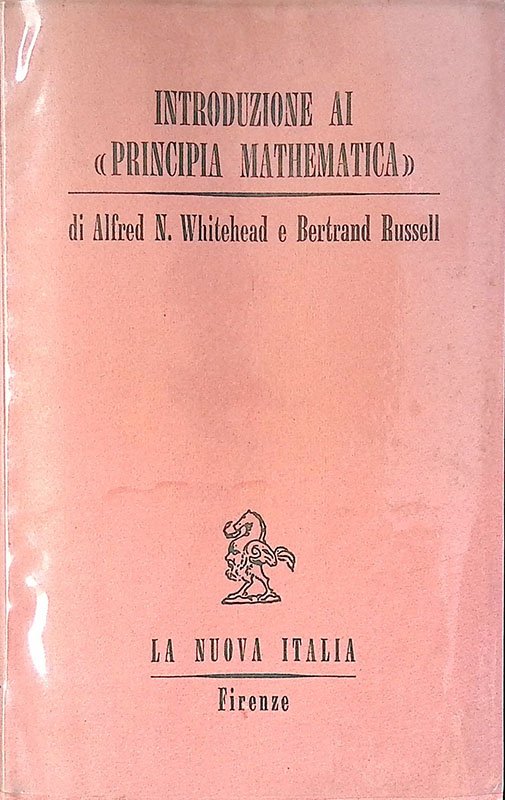 INTRODUZIONE AI
«PRINCIPIA MATHEMATICA»
di Alfred N. Whitehead e Bertrand Russell
LA NUOVA ITALIA
Firenze